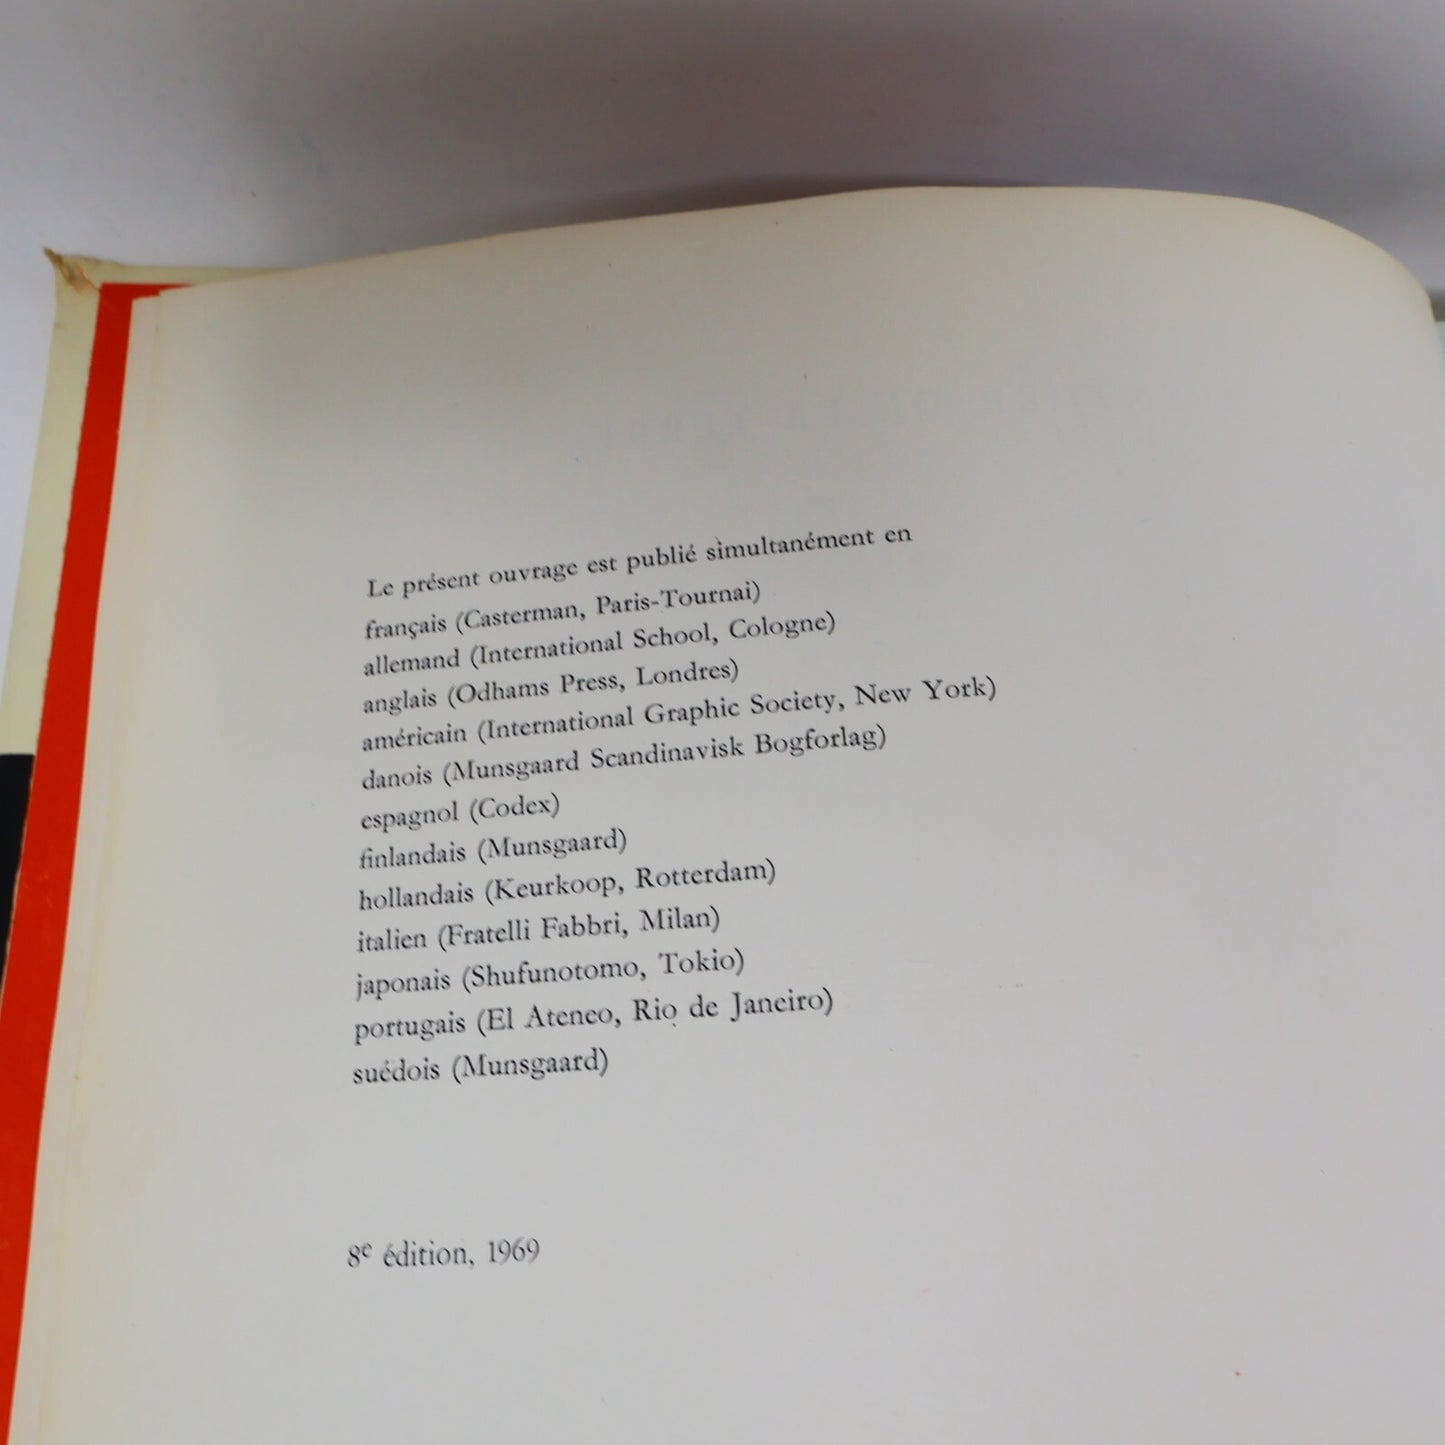 Le présent ouvrage est publié simultanément en
français (Casterman, Paris-Tournai)
allemand (International School, Cologne)
anglais (Odhams Press, Londres)
américain (International Graphic Society, New York)
danois (Munsgaard Scandinavisk Bogforlag)
espagnol (Codex)
finlandais (Munsgaard)
hollandais (Keurkoop, Rotterdam)
italien (Fratelli Fabbri, Milan)
japonais (Shufunotomo, Tokio)
portugais (El Ateneo, Rio de Janeiro)
suédois (Munsgaard)
8e édition, 1969